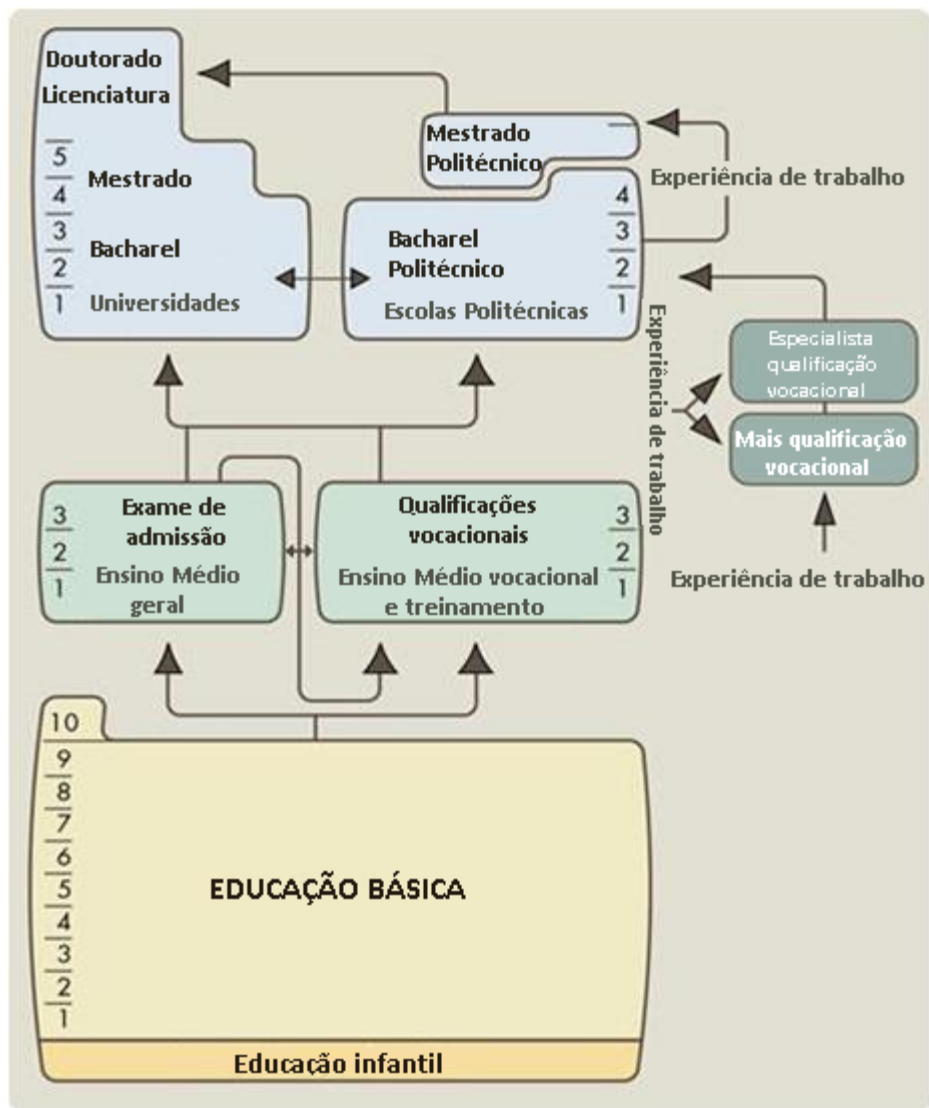 Doutorado
Licenciatura
5
4
3
2
1
Mestrado
Bacharel
Universidades
Mestrado
Politécnico
Experiência de trabalho
Bacharel
Politécnico
Escolas Politécnicas
4
3
2
1
Experiência de trabalho
Especialista
qualificação
vocacional
Mais qualificação
vocacional
Experiência de trabalho
3
2
1
Exame de
admissão
Ensino Médio
geral
Qualificações
vocacionais
Ensino Médio vocacional
e treinamento
3
2
1
10
9
8
7
6
5
4
3
2
1
EDUCAÇÃO BÁSICA
Educação infantil